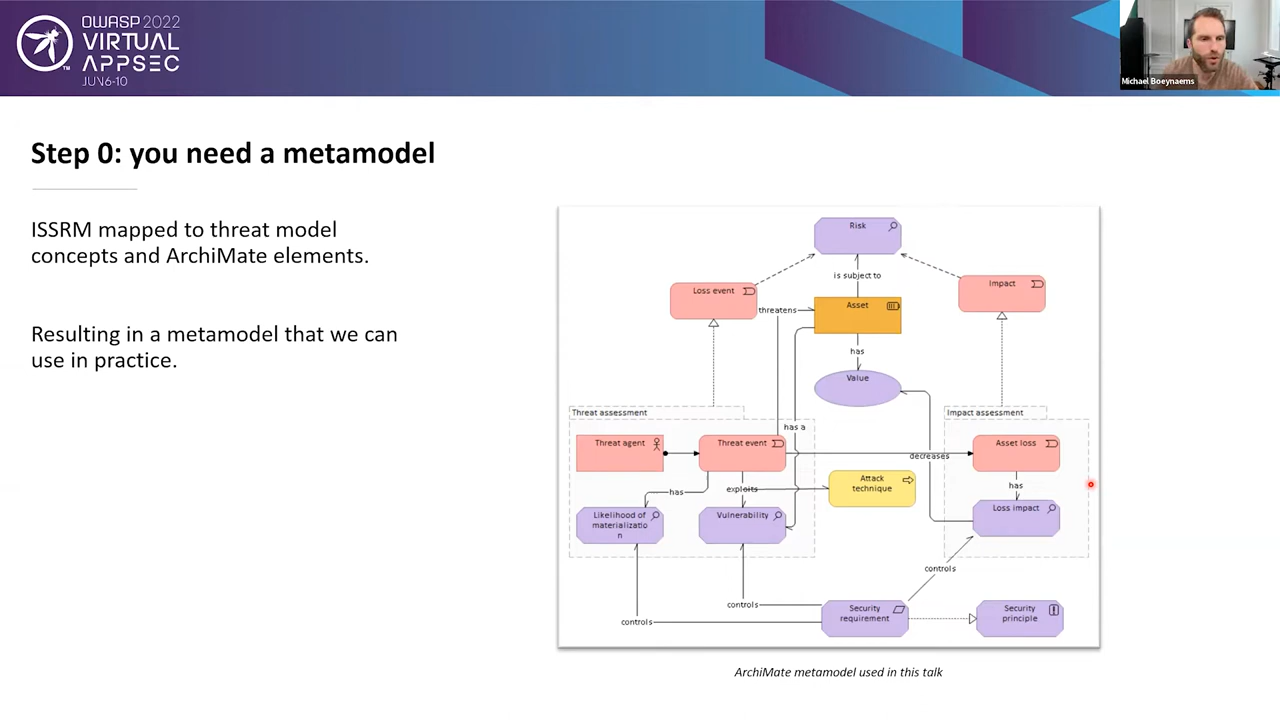 OWASP 2022
VIRTUAL
APPSEC
JUN 6-10
TM
Michael Boeynaems
Step 0: you need a metamodel
ISSRM mapped to threat model
concepts and ArchiMate elements.
Resulting in a metamodel that we can
use in practice.
Risk
is subject to
Loss event
Impact
threatens
Asset
has
Value
Threat assessment
Impact assessment
has a
Threat agent
Threat event
Asset loss
decreases
has
exploits
Attack
technique
has
Likelihood of
materializatio
n
Vulnerability
Loss impact
controls
controls
controls
Security
requirement
Security
principle
ArchiMate metamodel used in this talk